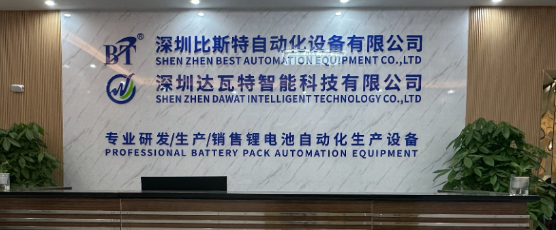 BT 深圳比斯特自动化设备有限公司
SHEN ZHEN BEST AUTOMATION EQUIPMENT CO.,LTD
深圳达瓦特智能科技有限公司
SHEN ZHEN DAWAT INTELLIGENT TECHNOLOGY CO.,LTD
专业研发/生产/销售锂电池自动化生产设备
PROFESSIONAL BATTERY PACK AUTOMATION EQUIPMENT